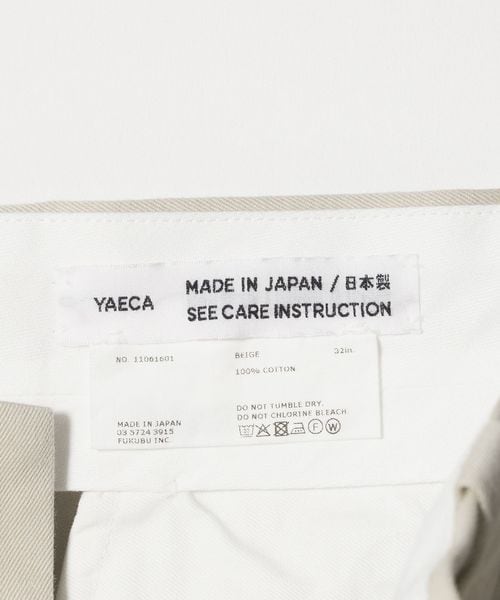 YAECA MADE IN JAPAN / 日本製
SEE CARE INSTRUCTION
NO. 11061601 BEIGE 32in.
100% COTTON
DO NOT TUMBLE DRY.
DO NOT CHLORINE BLEACH.
MADE IN JAPAN
03 5724 3915
FUKUBU INC.
F W